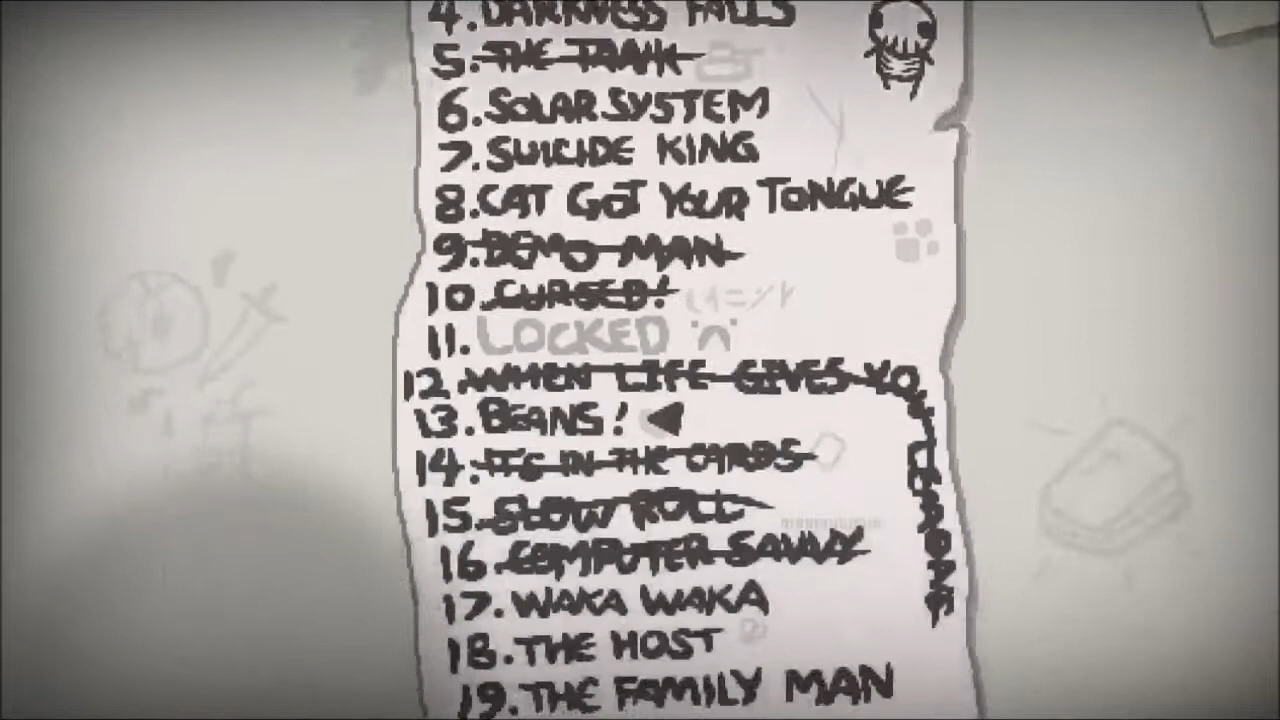 4. DARKNESS FALLS
5. THE TANK
6. SOLAR SYSTEM
7. SUICIDE KING
8. CAT GOT YOUR TONGUE
9. DEMO MAN
10. CURSED!
11. LOCKED
12. WHEN LIFE GIVES YOU LEMONS
13. BEANS!
14. IT'S IN THE CARDS
15. SLOW ROLL
16. COMPUTER SAVVY
17. WAKA WAKA
18. THE HOST
19. THE FAMILY MAN